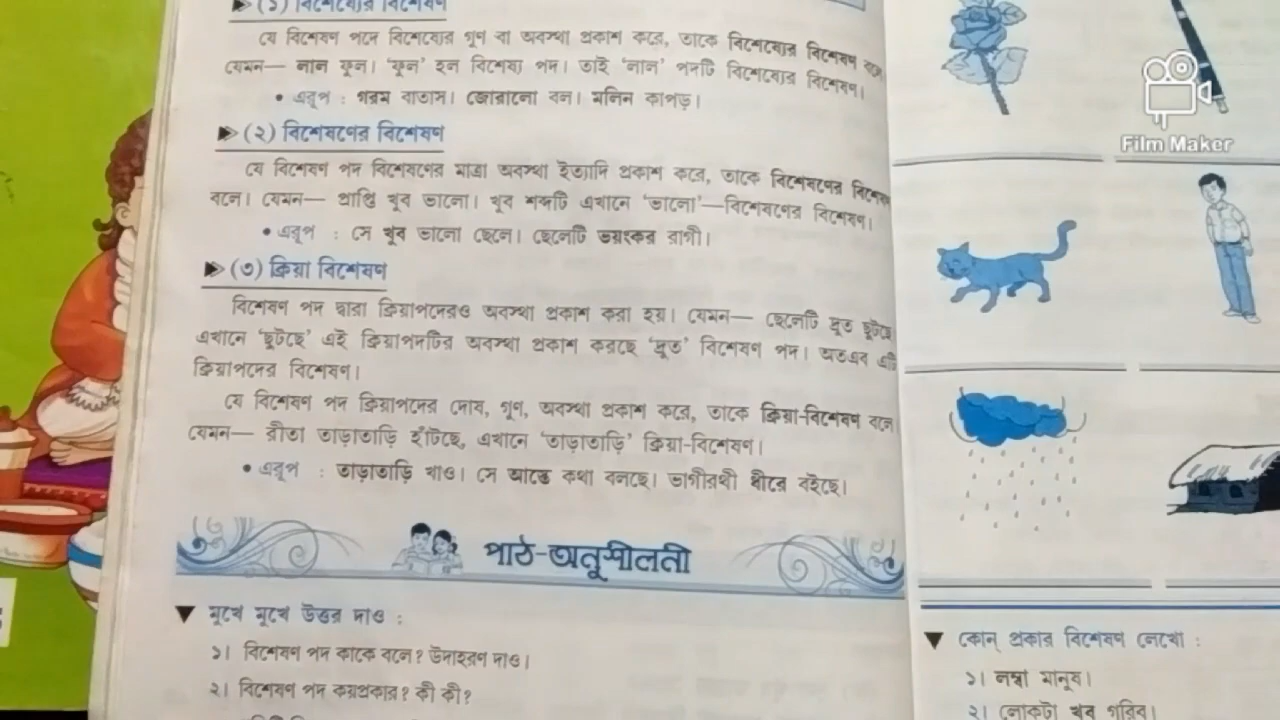 (১) বিশেষ্যের বিশেষণ
যে বিশেষণ পদে বিশেষ্যের গুণ বা অবস্থা প্রকাশ করে, তাকে বিশেষ্যের বিশেষণ বলে
যেমন— লাল ফুল। 'ফুল' হল বিশেষ্য পদ। তাই 'লাল' পদটি বিশেষ্যের বিশেষণ।
• এরূপ : গরম বাতাস। জোরালো বল। মলিন কাপড়।
(২) বিশেষণের বিশেষণ
যে বিশেষণ পদ বিশেষণের মাত্রা অবস্থা ইত্যাদি প্রকাশ করে, তাকে বিশেষণের বিশেষণ
বলে। যেমন— প্রাপ্তি খুব ভালো। খুব শব্দটি এখানে 'ভালো'—বিশেষণের বিশেষণ।
• এরূপ : সে খুব ভালো ছেলে। ছেলেটি ভয়ংকর রাগী।
(৩) ক্রিয়া বিশেষণ
বিশেষণ পদ দ্বারা ক্রিয়াপদেরও অবস্থা প্রকাশ করা হয়। যেমন— ছেলেটি দ্রুত ছুটছে
এখানে 'ছুটছে' এই ক্রিয়াপদটির অবস্থা প্রকাশ করছে 'দ্রুত' বিশেষণ পদ। অতএব এটি
ক্রিয়াপদের বিশেষণ।
যে বিশেষণ পদ ক্রিয়াপদের দোষ, গুণ, অবস্থা প্রকাশ করে, তাকে ক্রিয়া-বিশেষণ বলে
যেমন— রীতা তাড়াতাড়ি হাঁটছে, এখানে 'তাড়াতাড়ি' ক্রিয়া-বিশেষণ।
• এরূপ : তাড়াতাড়ি খাও। সে আস্তে কথা বলছে। ভাগীরথী ধীরে বইছে।
পাঠ-অনুশীলনী
▼ মুখে মুখে উত্তর দাও :
১। বিশেষণ পদ কাকে বলে? উদাহরণ দাও।
২। বিশেষণ পদ কয়প্রকার? কী কী?
▼ কোন্ প্রকার বিশেষণ লেখো :
১। লম্বা মানুষ।
২। লোকটা খুব গরিব।
Film Maker